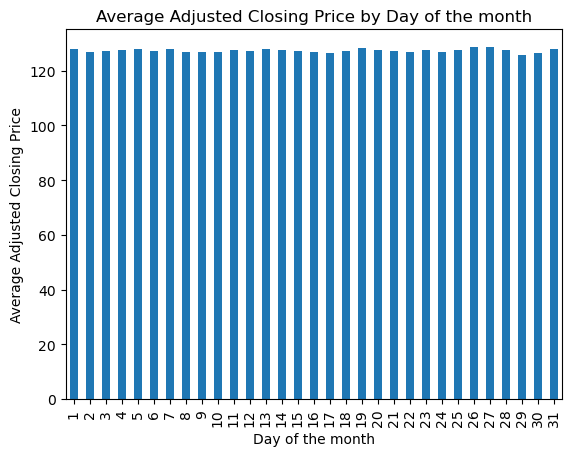 Average Adjusted Closing Price by Day of the month
Average Adjusted Closing Price
120
100
80
60
40
20
0
1 2 3 4 5 6 7 8 9 10 11 12 13 14 15 16 17 18 19 20 21 22 23 24 25 26 27 28 29 30 31
Day of the month